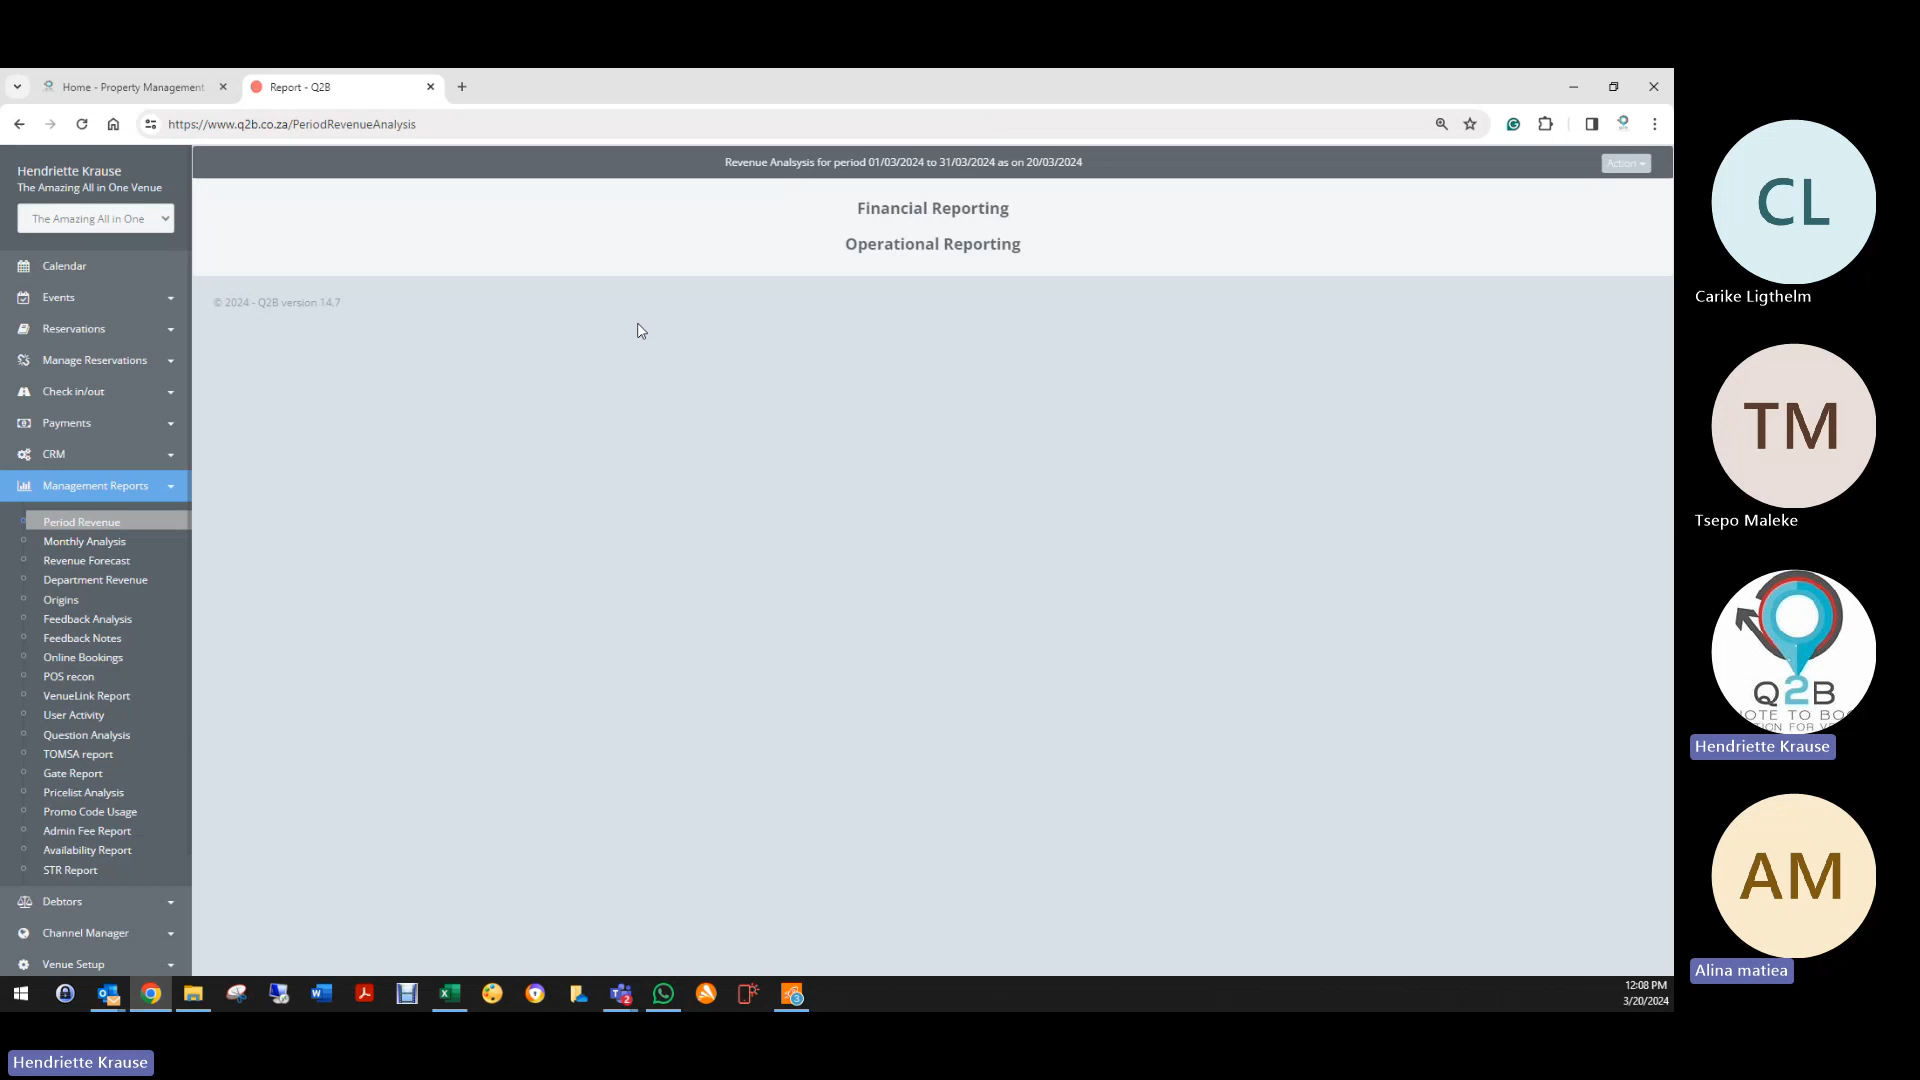 Home - Property Management
Report - Q2B
https://www.q2b.co.za/PeriodRevenueAnalysis
Hendriette Krause
The Amazing All in One Venue
The Amazing All in One
Calendar
Events
Reservations
Manage Reservations
Check in/out
Payments
CRM
Management Reports
Period Revenue
Monthly Analysis
Revenue Forecast
Department Revenue
Origins
Feedback Analysis
Feedback Notes
Online Bookings
POS recon
VenueLink Report
User Activity
Question Analysis
TOMSA report
Gate Report
Pricelist Analysis
Promo Code Usage
Admin Fee Report
Availability Report
STR Report
Debtors
Channel Manager
Venue Setup
Revenue Analsysis for period 01/03/2024 to 31/03/2024 as on 20/03/2024
Action
Financial Reporting
Operational Reporting
© 2024 - Q2B version 14.7
12:08 PM
3/20/2024
CL
Carike Ligthelm
TM
Tsepo Maleke
Q2B
OTE TO BO
Hendriette Krause
AM
Alina matiea
Hendriette Krause